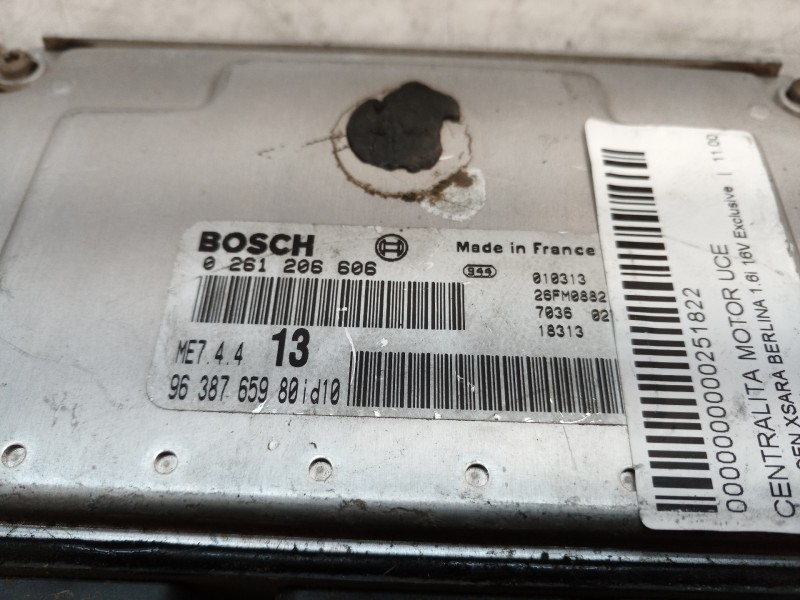 BOSCH
Made in France
0 261 206 606
944
010313
26FM0882
7036 02
18313
ME7.4.4 13
96 387 659 80id10
000000000251822
CENTRALITA MOTOR UCE
XSARA BERLINA 1.6i 16V Exclusive | 11.00